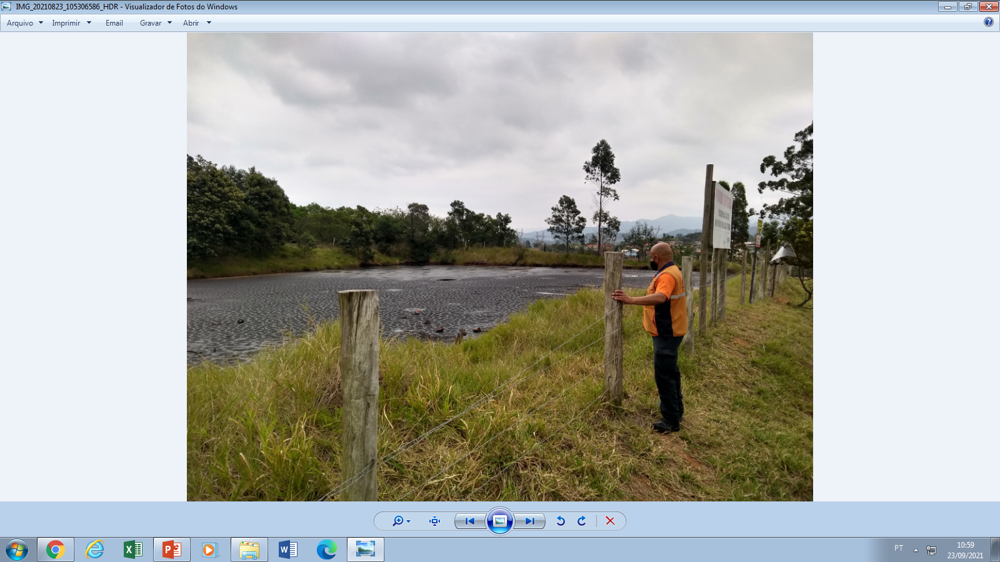 IMG_20210823_105306586_HDR - Visualizador de Fotos do Windows
Arquivo Imprimir Email Gravar Abrir
PT
10:59
23/09/2021